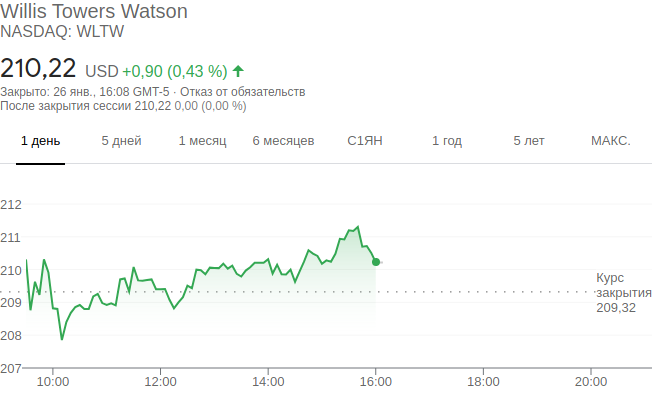 Willis Towers Watson
NASDAQ: WLTW
210,22 USD +0,90 (0,43 %)
Закрыто: 26 янв., 16:08 GMT-5 · Отказ от обязательств
После закрытия сессии 210,22 0,00 (0,00 %)
1 день 5 дней 1 месяц 6 месяцев С1ЯН 1 год 5 лет МАКС.
212
211
210
Курс
закрытия
209,32
209
208
207
10:00 12:00 14:00 16:00 18:00 20:00